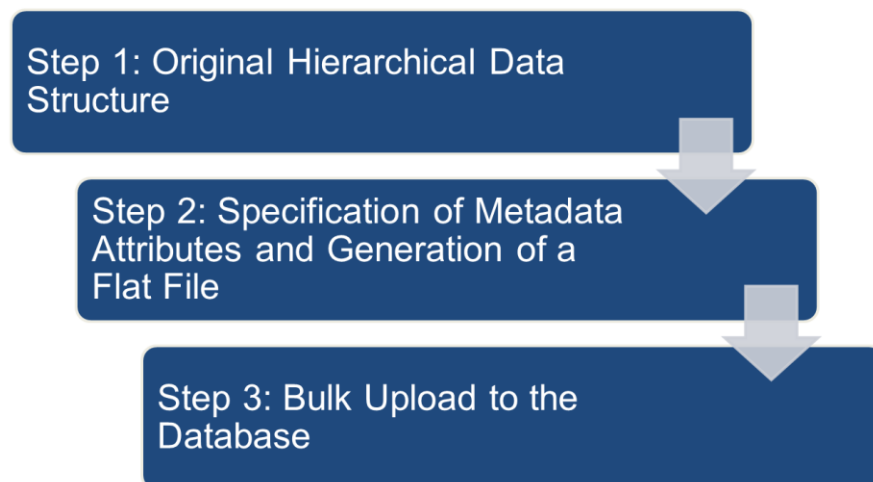 Step 1: Original Hierarchical Data
Structure
Step 2: Specification of Metadata
Attributes and Generation of a
Flat File
Step 3: Bulk Upload to the
Database